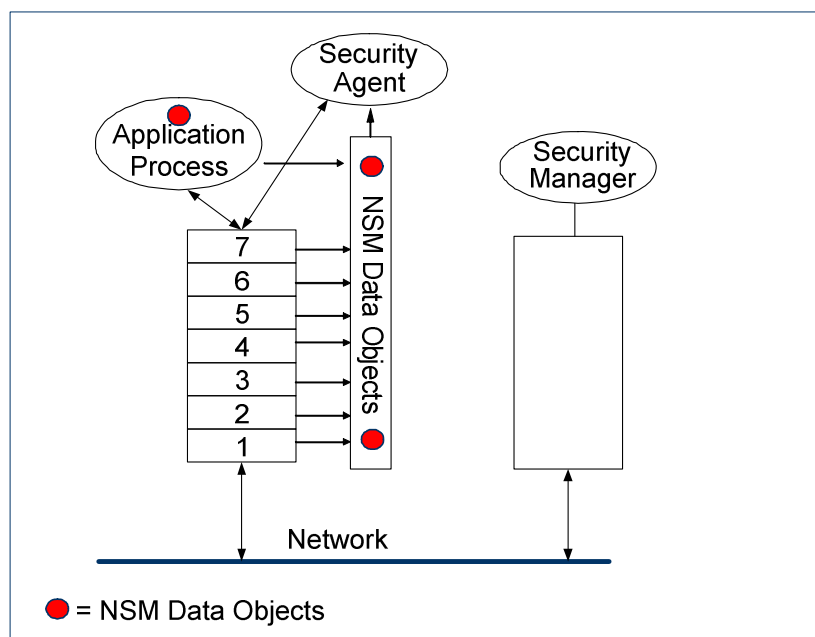 Security
Agent
Application
Process
Security
Manager
NSM Data Objects
7
6
5
4
3
2
1
Network
= NSM Data Objects